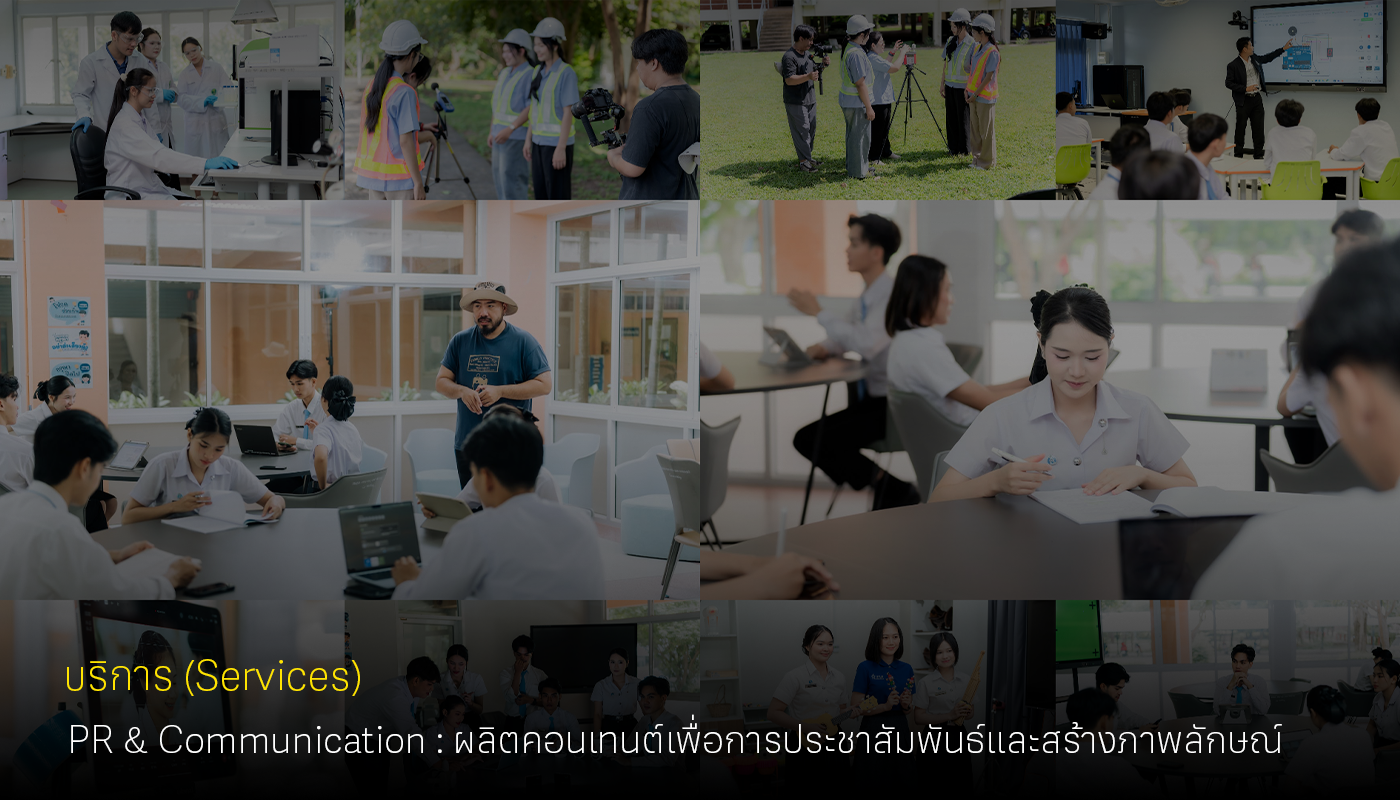 บริการ (Services)
PR & Communication : ผลิตคอนเทนต์เพื่อการประชาสัมพันธ์และสร้างภาพลักษณ์